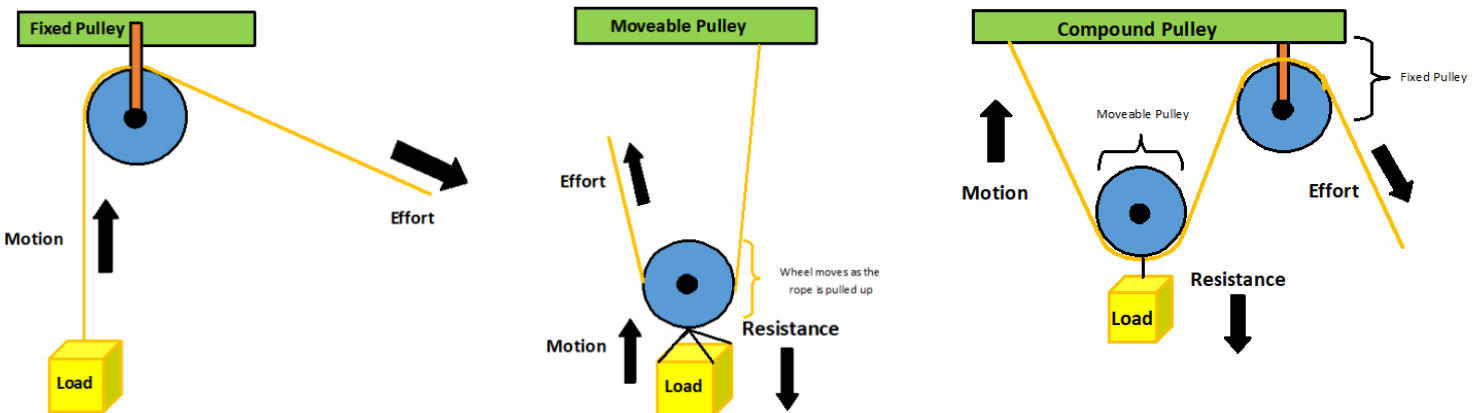 Fixed Pulley
Effort
Motion
Load
Moveable Pulley
Effort
Wheel moves as the
rope is pulled up
Resistance
Motion
Load
Compound Pulley
Fixed Pulley
Moveable Pulley
Motion
Effort
Resistance
Load